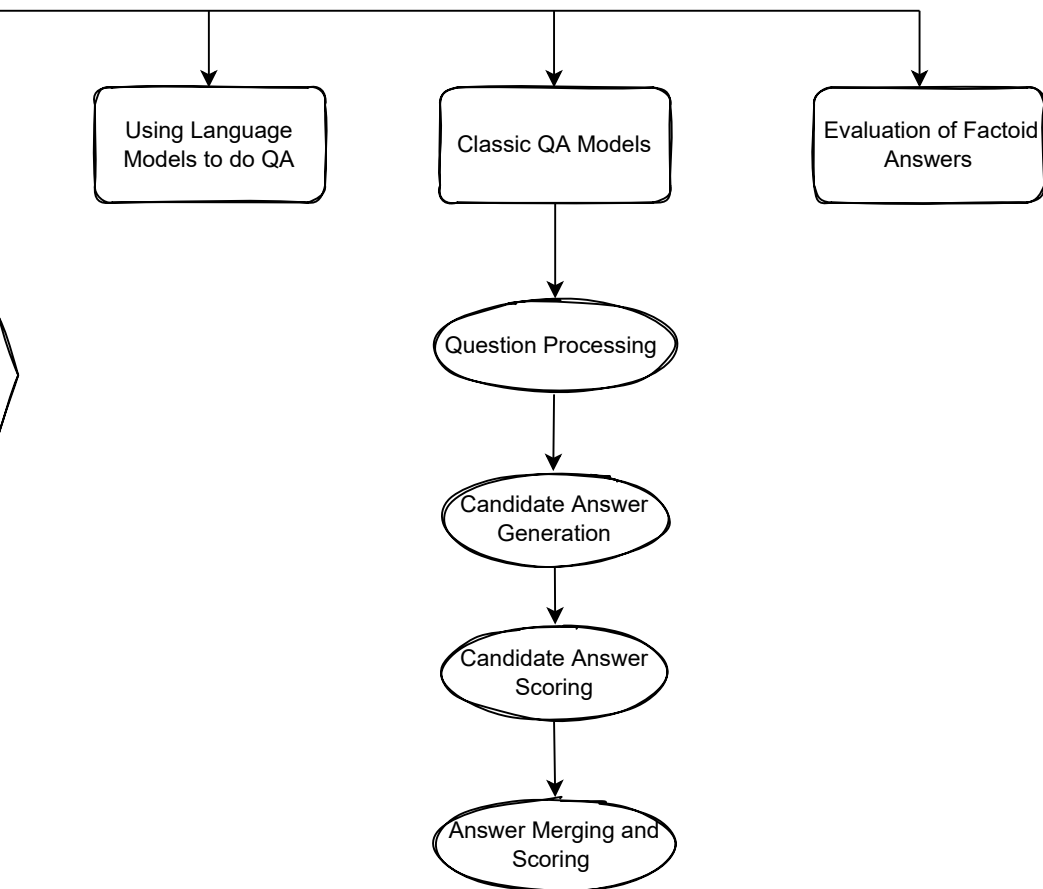 Using Language
Models to do QA
Classic QA Models
Evaluation of Factoid
Answers
Question Processing
Candidate Answer
Generation
Candidate Answer
Scoring
Answer Merging and
Scoring